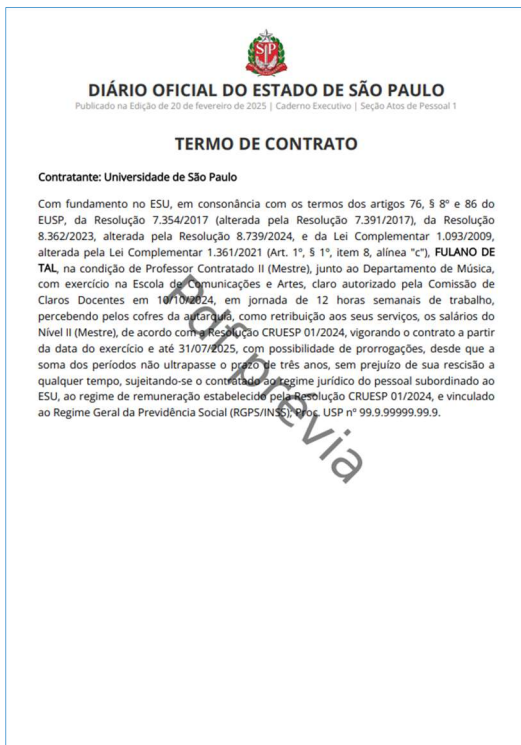 DIÁRIO OFICIAL DO ESTADO DE SÃO PAULO
Publicado na Edição de 20 de fevereiro de 2025 | Caderno Executivo | Seção Atos de Pessoal 1
TERMO DE CONTRATO
Contratante: Universidade de São Paulo
Com fundamento no ESU, em consonância com os termos dos artigos 76, § 8º e 86 do
EUSP, da Resolução 7.354/2017 (alterada pela Resolução 7.391/2017), da Resolução
8.362/2023, alterada pela Resolução 8.739/2024, e da Lei Complementar 1.093/2009,
alterada pela Lei Complementar 1.361/2021 (Art. 1º, § 1º, item 8, alínea "c"), FULANO DE
TAL, na condição de Professor Contratado II (Mestre), junto ao Departamento de Música,
com exercício na Escola de Comunicações e Artes, claro autorizado pela Comissão de
Claros Docentes em 10/10/2024, em jornada de 12 horas semanais de trabalho,
percebendo pelos cofres da autarquia, como retribuição aos seus serviços, os salários do
Nível II (Mestre), de acordo com a Resolução CRUESP 01/2024, vigorando o contrato a partir
da data do exercício e até 31/07/2025, com possibilidade de prorrogações, desde que a
soma dos períodos não ultrapasse o prazo de três anos, sem prejuízo de sua rescisão a
qualquer tempo, sujeitando-se o contratado ao regime jurídico do pessoal subordinado ao
ESU, ao regime de remuneração estabelecido pela Resolução CRUESP 01/2024, e vinculado
ao Regime Geral da Previdência Social (RGPS/INSS); Proc. USP nº 99.9.99999.99.9.
Pdf prévia